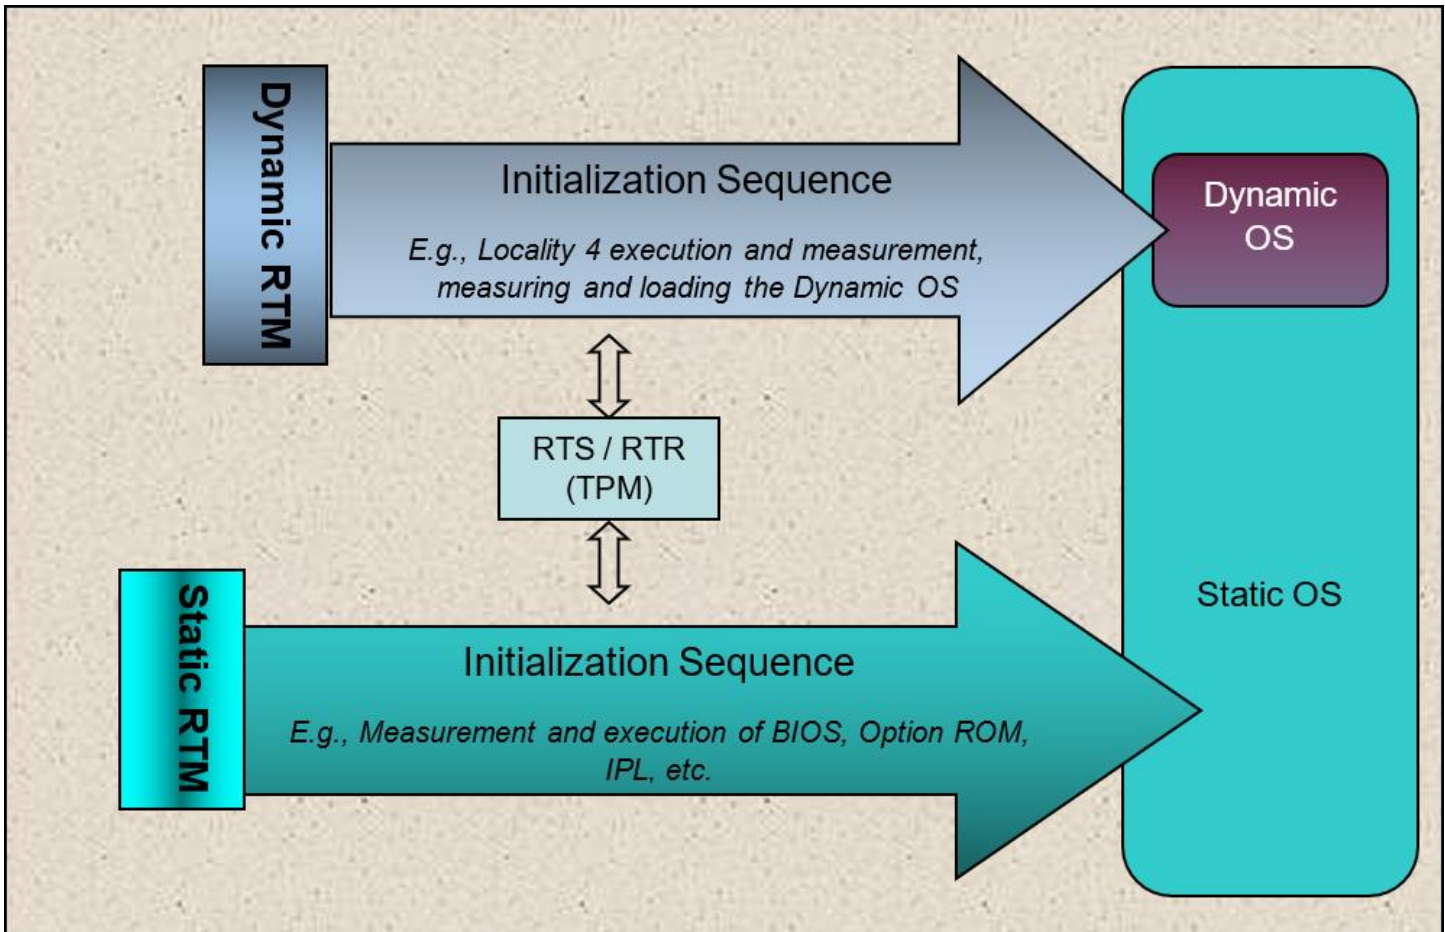 Dynamic RTM
Initialization Sequence
E.g., Locality 4 execution and measurement,
measuring and loading the Dynamic OS
Dynamic
OS
RTS / RTR
(TPM)
Static OS
Static RTM
Initialization Sequence
E.g., Measurement and execution of BIOS, Option ROM,
IPL, etc.